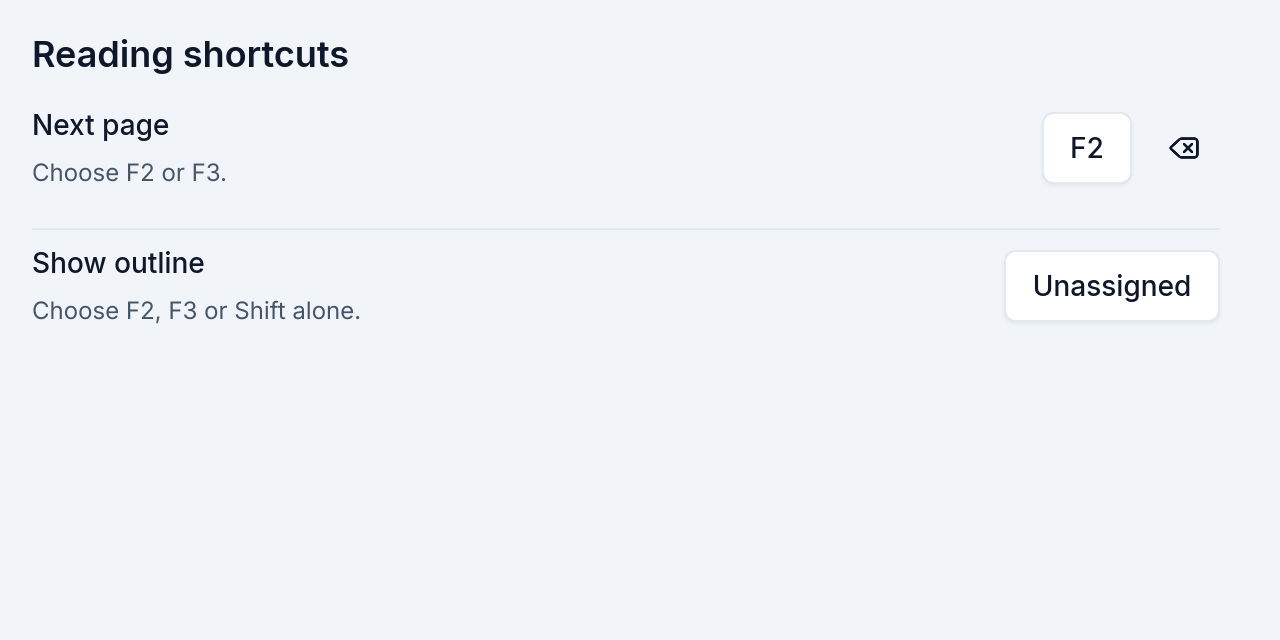 Reading shortcuts
Next page
Choose F2 or F3.
F2
Show outline
Choose F2, F3 or Shift alone.
Unassigned